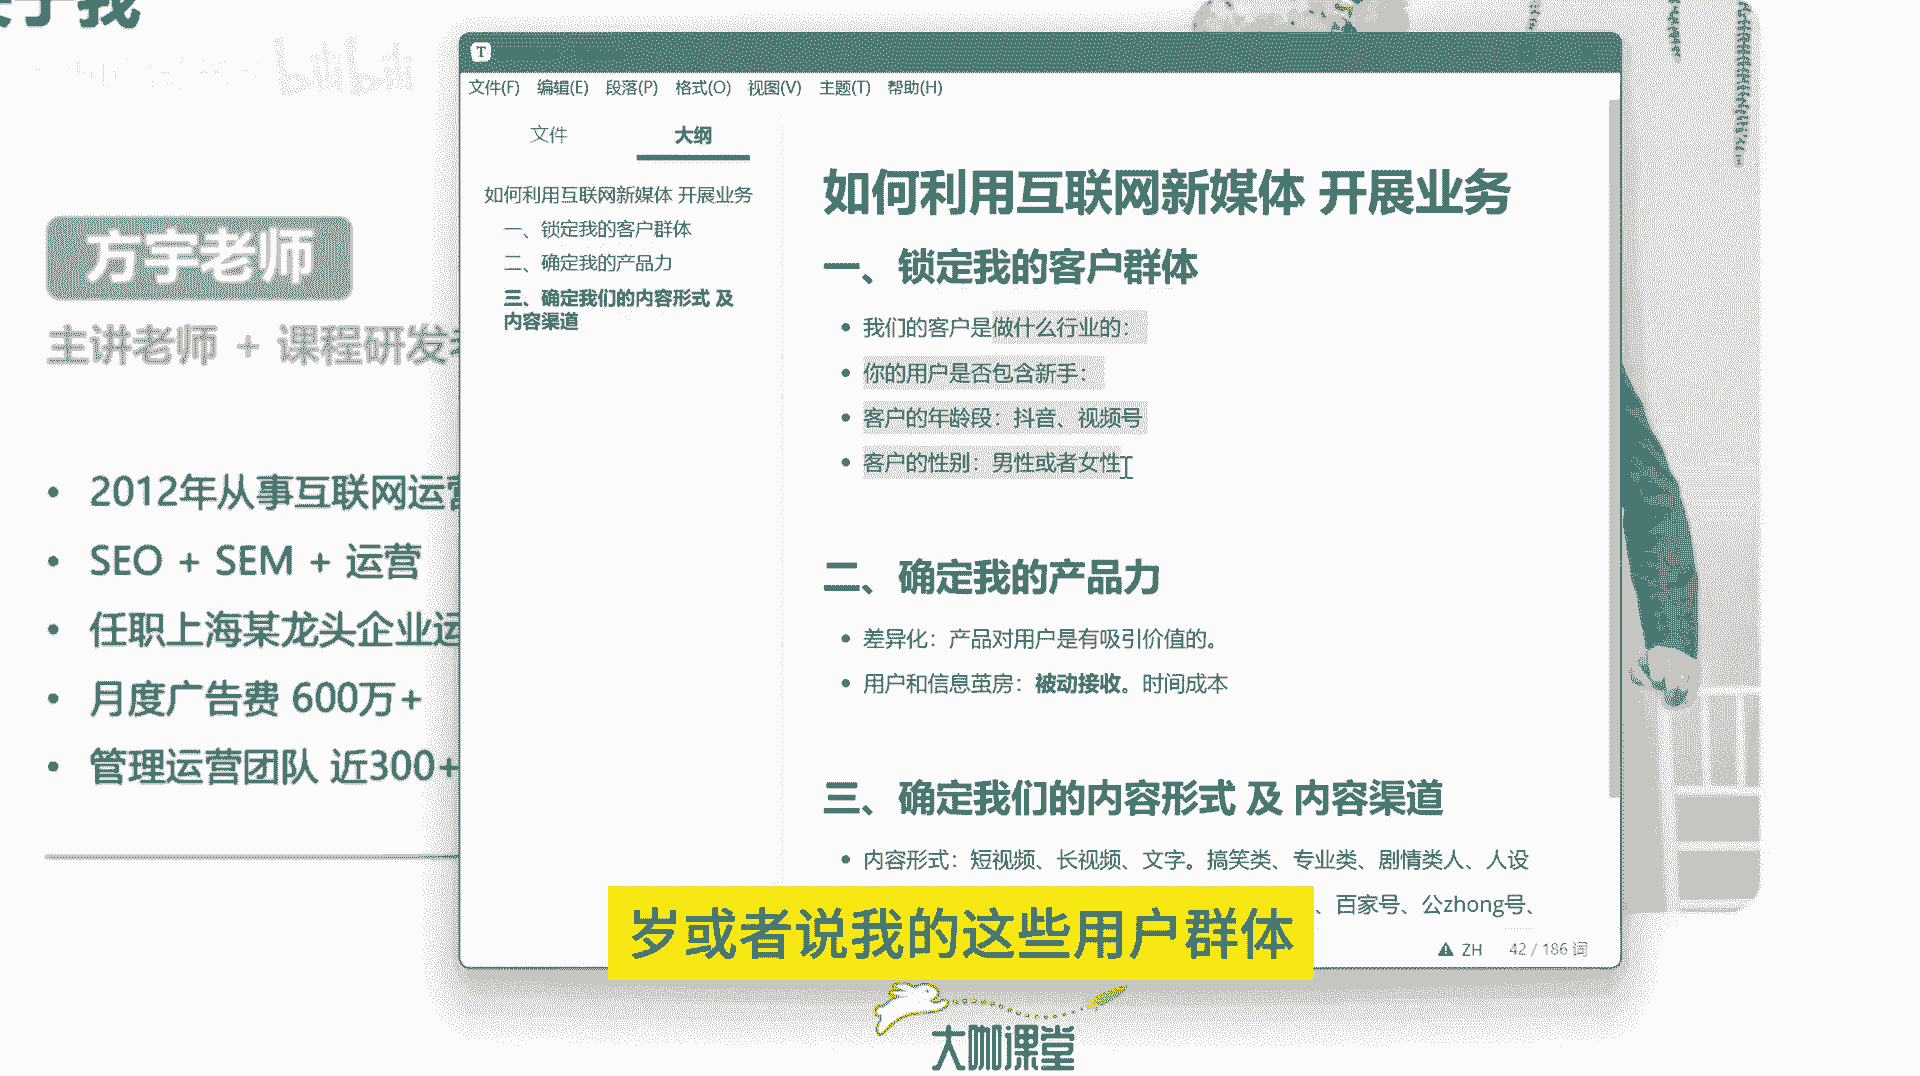 于我
bilibili
方宇老师
主讲老师 + 课程研发
2012年从事互联网运营
SEO + SEM + 运营
任职上海某龙头企业运
月度广告费 600万+
管理运营团队 近300+
T
文件(F) 编辑(E) 段落(P) 格式(O) 视图(V) 主题(T) 帮助(H)
文件 大纲
如何利用互联网新媒体 开展业务
一、锁定我的客户群体
二、确定我的产品力
三、确定我们的内容形式 及
内容渠道
如何利用互联网新媒体 开展业务
一、锁定我的客户群体
我们的客户是做什么行业的：
你的用户是否包含新手：
客户的年龄段：抖音、视频号
客户的性别：男性或者女性
二、确定我的产品力
差异化：产品对用户是有吸引价值的。
用户和信息茧房：被动接收。时间成本
三、确定我们的内容形式 及 内容渠道
内容形式：短视频、长视频、文字。搞笑类、专业类、剧情类人、人设
、百家号、公zhong号、
ZH 42 / 186 词
岁或者说我的这些用户群体
大咖课堂